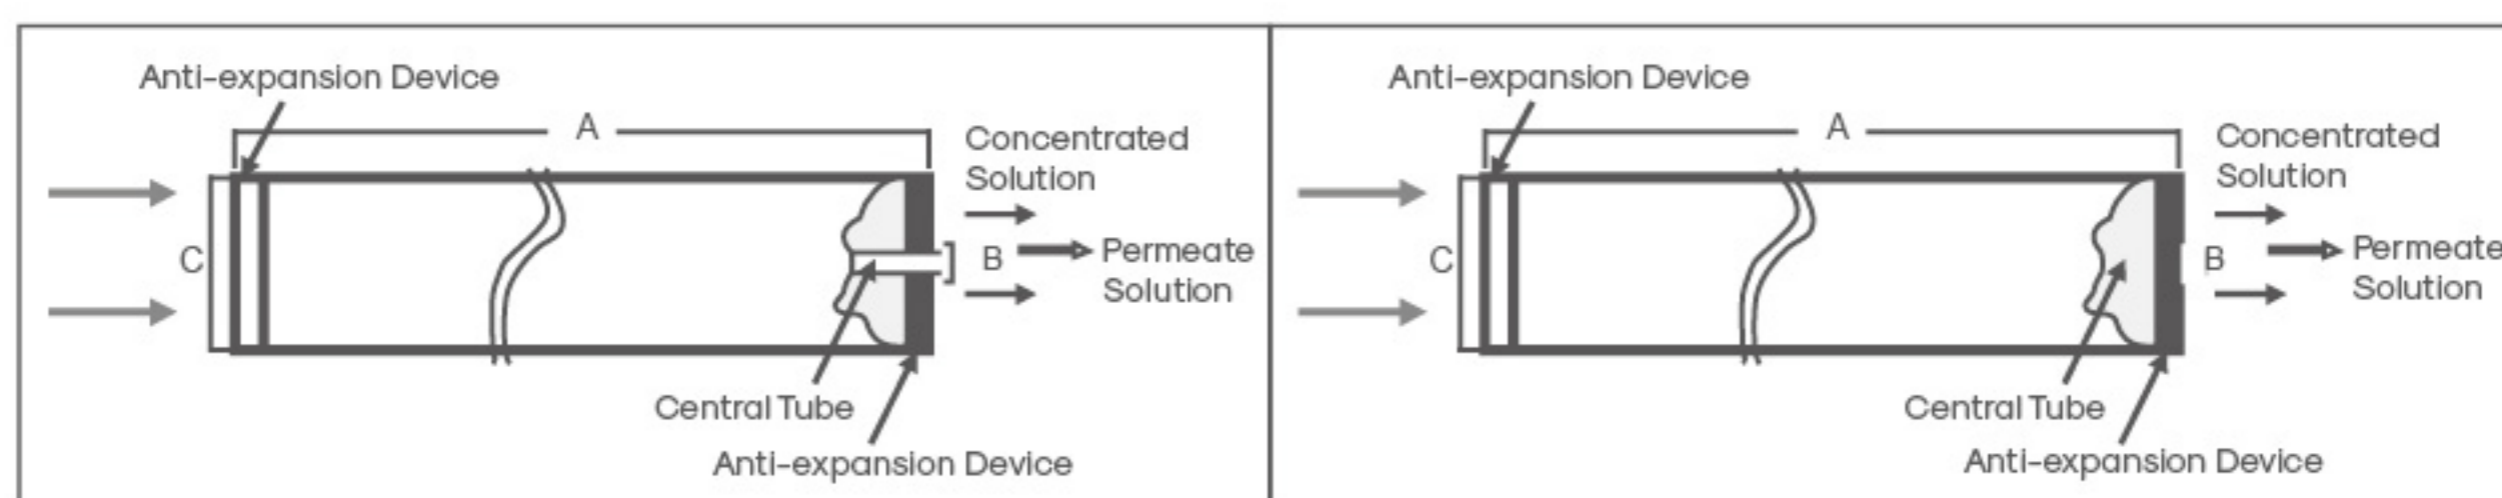 Anti-expansion Device
A
Concentrated
Solution
C
B
Permeate
Solution
Central Tube
Anti-expansion Device
Anti-expansion Device
A
Concentrated
Solution
C
B
Permeate
Solution
Central Tube
Anti-expansion Device